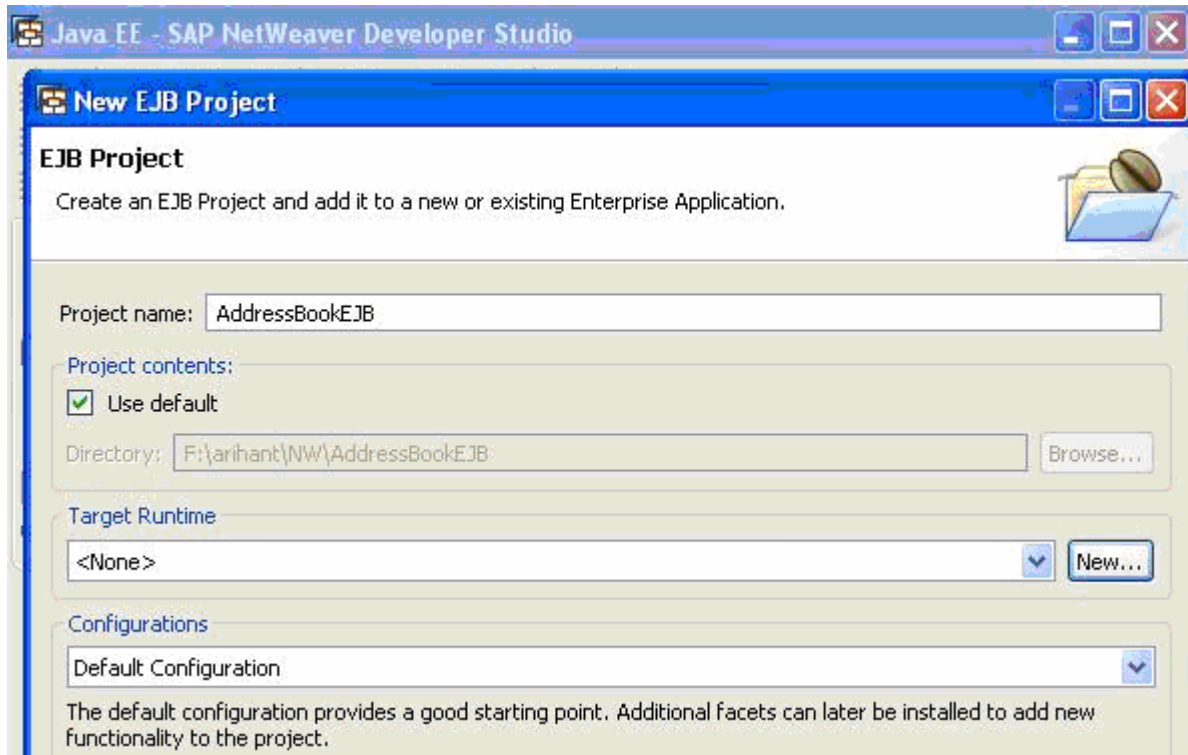 Java EE - SAP NetWeaver Developer Studio
New EJB Project
EJB Project
Create an EJB Project and add it to a new or existing Enterprise Application.
Project name: AddressBookEJB
Project contents:
Use default
Directory: F:\arihant\NW\AddressBookEJB Browse...
Target Runtime
<None> New...
Configurations
Default Configuration
The default configuration provides a good starting point. Additional facets can later be installed to add new
functionality to the project.